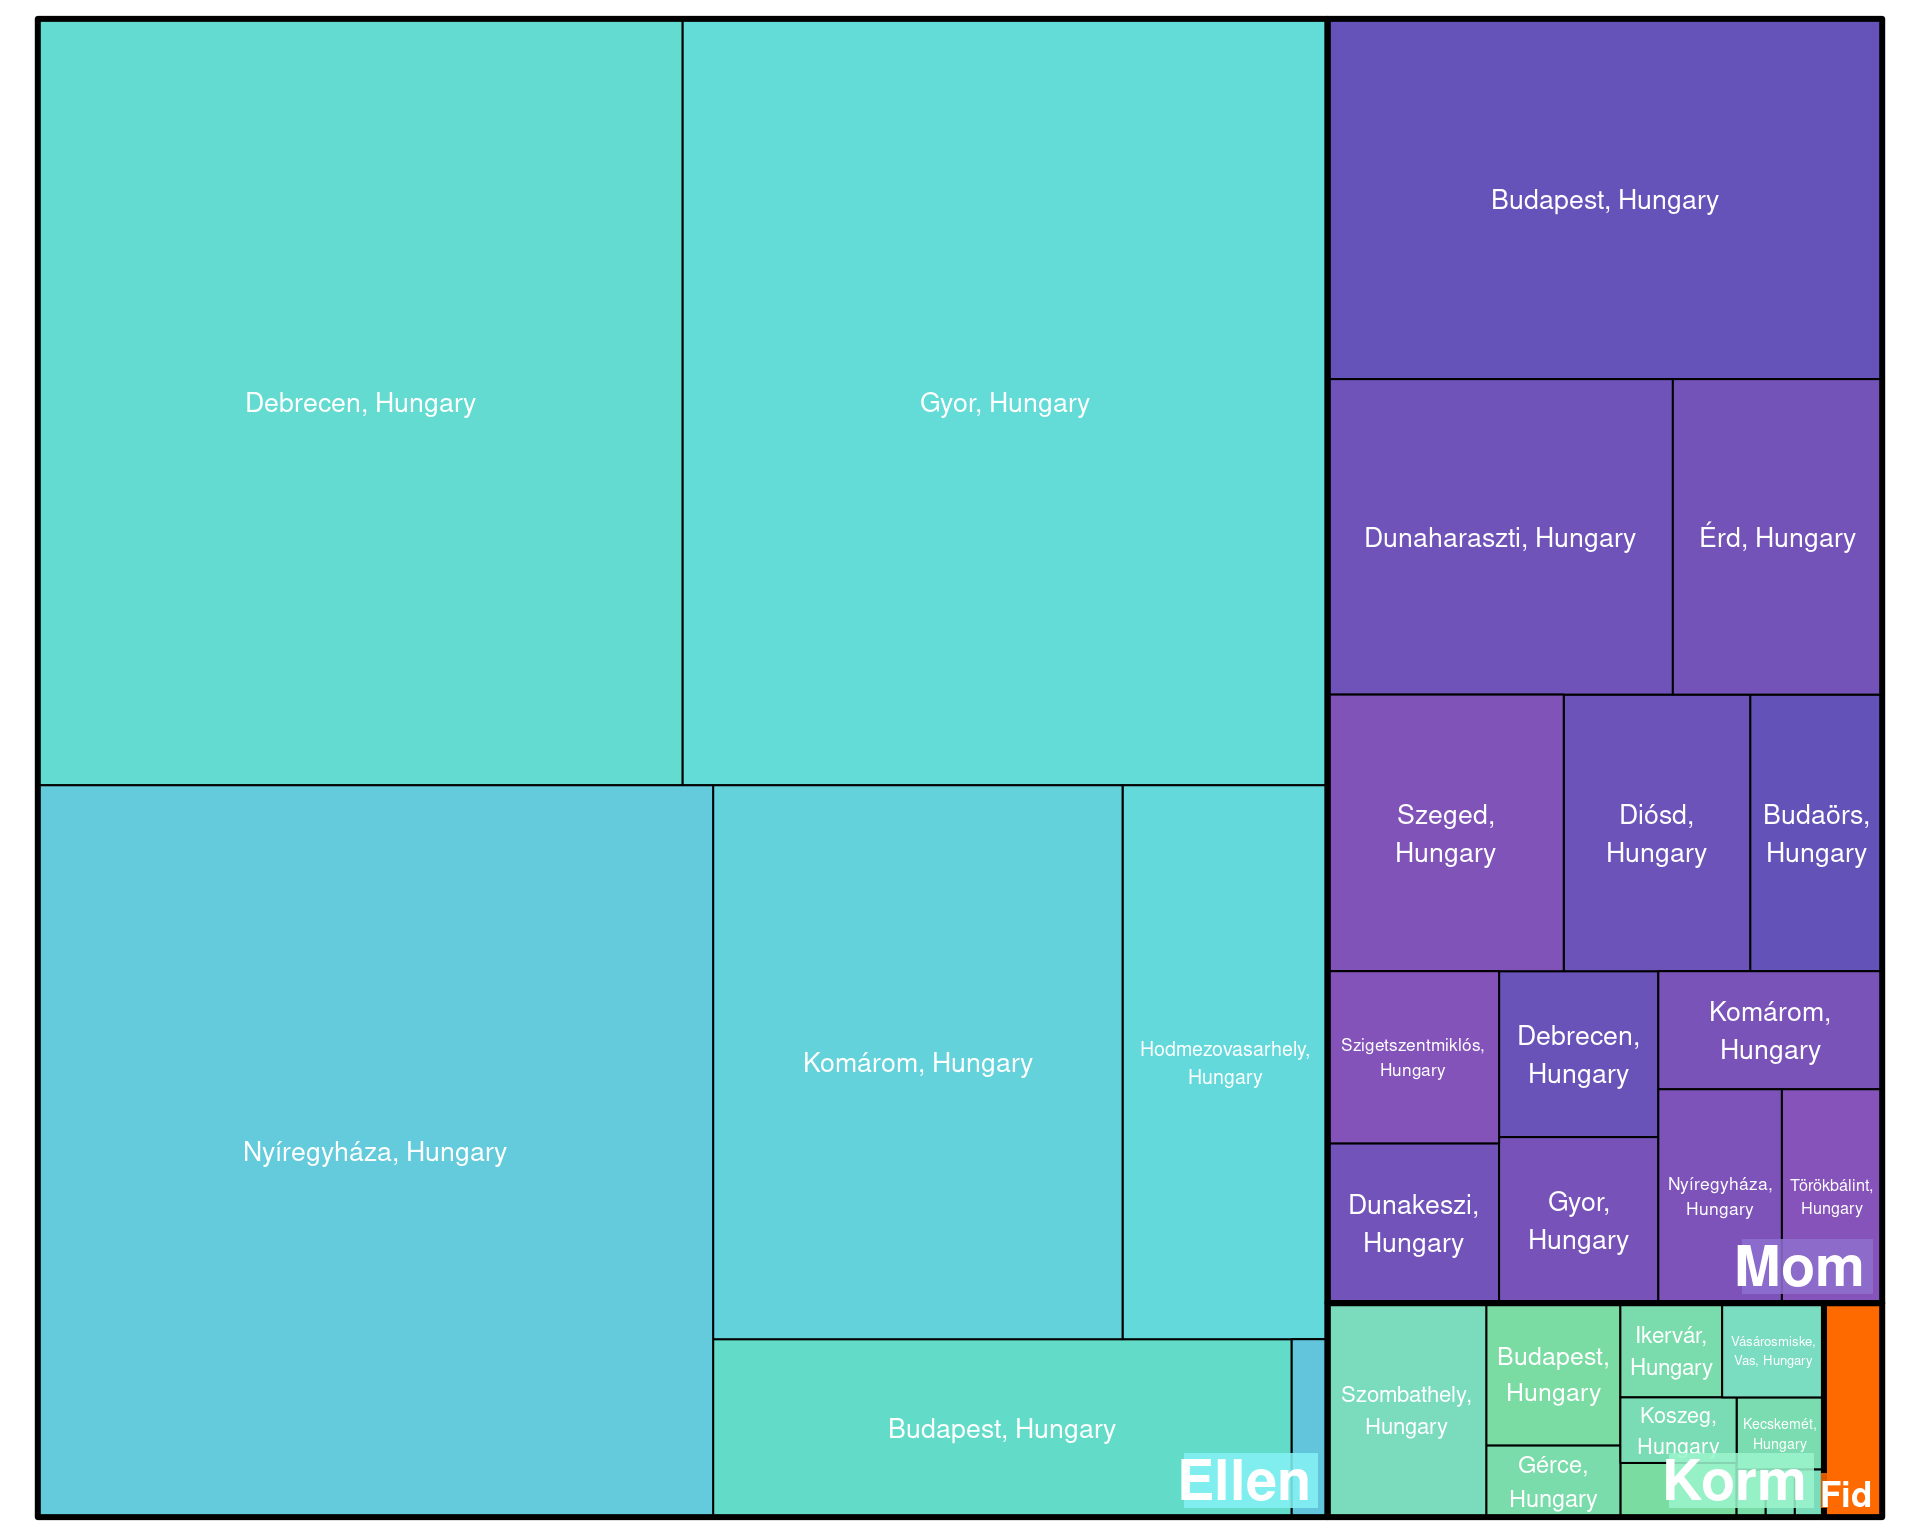 Debrecen, Hungary
Gyor, Hungary
Nyíregyháza, Hungary
Komárom, Hungary
Hodmezovasarhely,
Hungary
Budapest, Hungary
Ellen
Budapest, Hungary
Dunaharaszti, Hungary
Érd, Hungary
Szeged,
Hungary
Diósd,
Hungary
Budaörs,
Hungary
Szigetszentmiklós,
Hungary
Debrecen,
Hungary
Komárom,
Hungary
Dunakeszi,
Hungary
Gyor,
Hungary
Nyíregyháza,
Hungary
Törökbálint,
Hungary
Mom
Szombathely,
Hungary
Budapest,
Hungary
Gérce,
Hungary
Ikervár,
Hungary
Vásárosmiske,
Vas, Hungary
Koszeg,
Hungary
Kecskemét,
Hungary
Korm
Fid